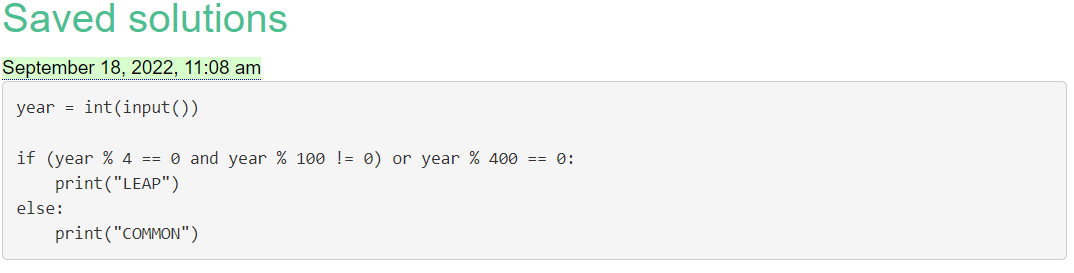 Saved solutions
September 18, 2022, 11:08 am
year = int(input())
if (year % 4 == 0 and year % 100 != 0) or year % 400 == 0:
    print("LEAP")
else:
    print("COMMON")